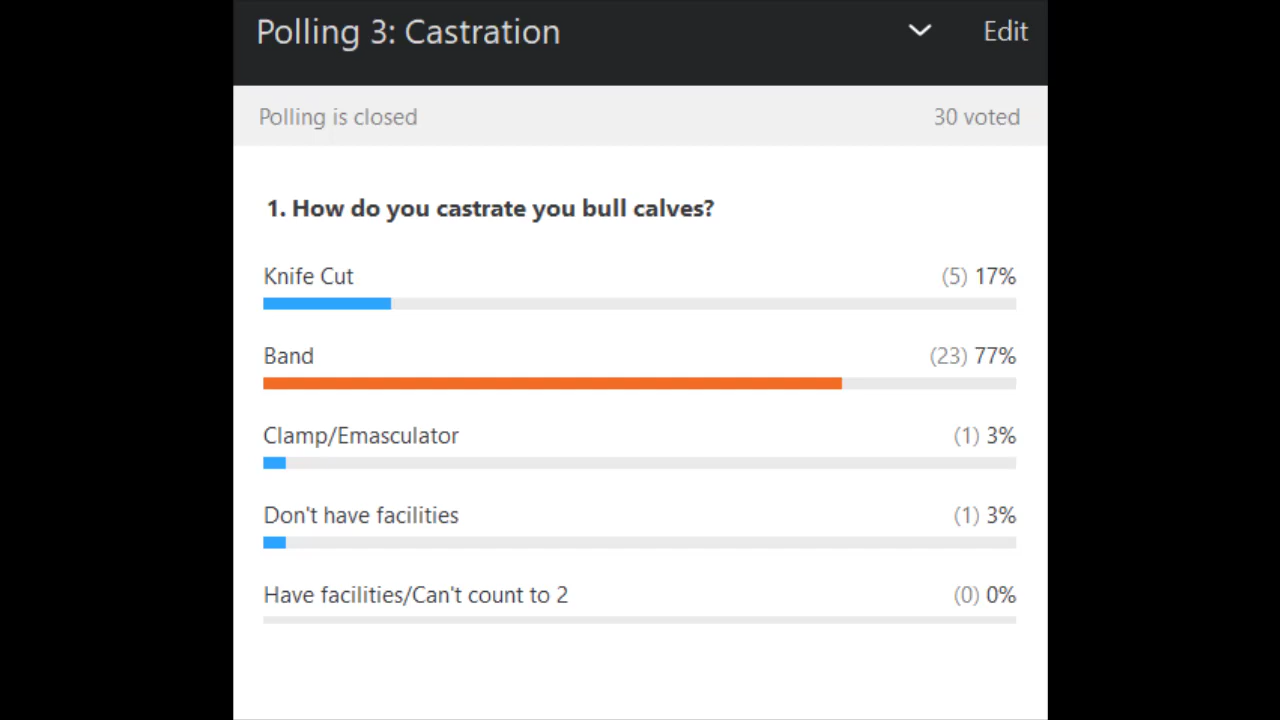 Polling 3: Castration Edit
Polling is closed 30 voted
1. How do you castrate you bull calves?
Knife Cut (5) 17%
Band (23) 77%
Clamp/Emasculator (1) 3%
Don't have facilities (1) 3%
Have facilities/Can't count to 2 (0) 0%